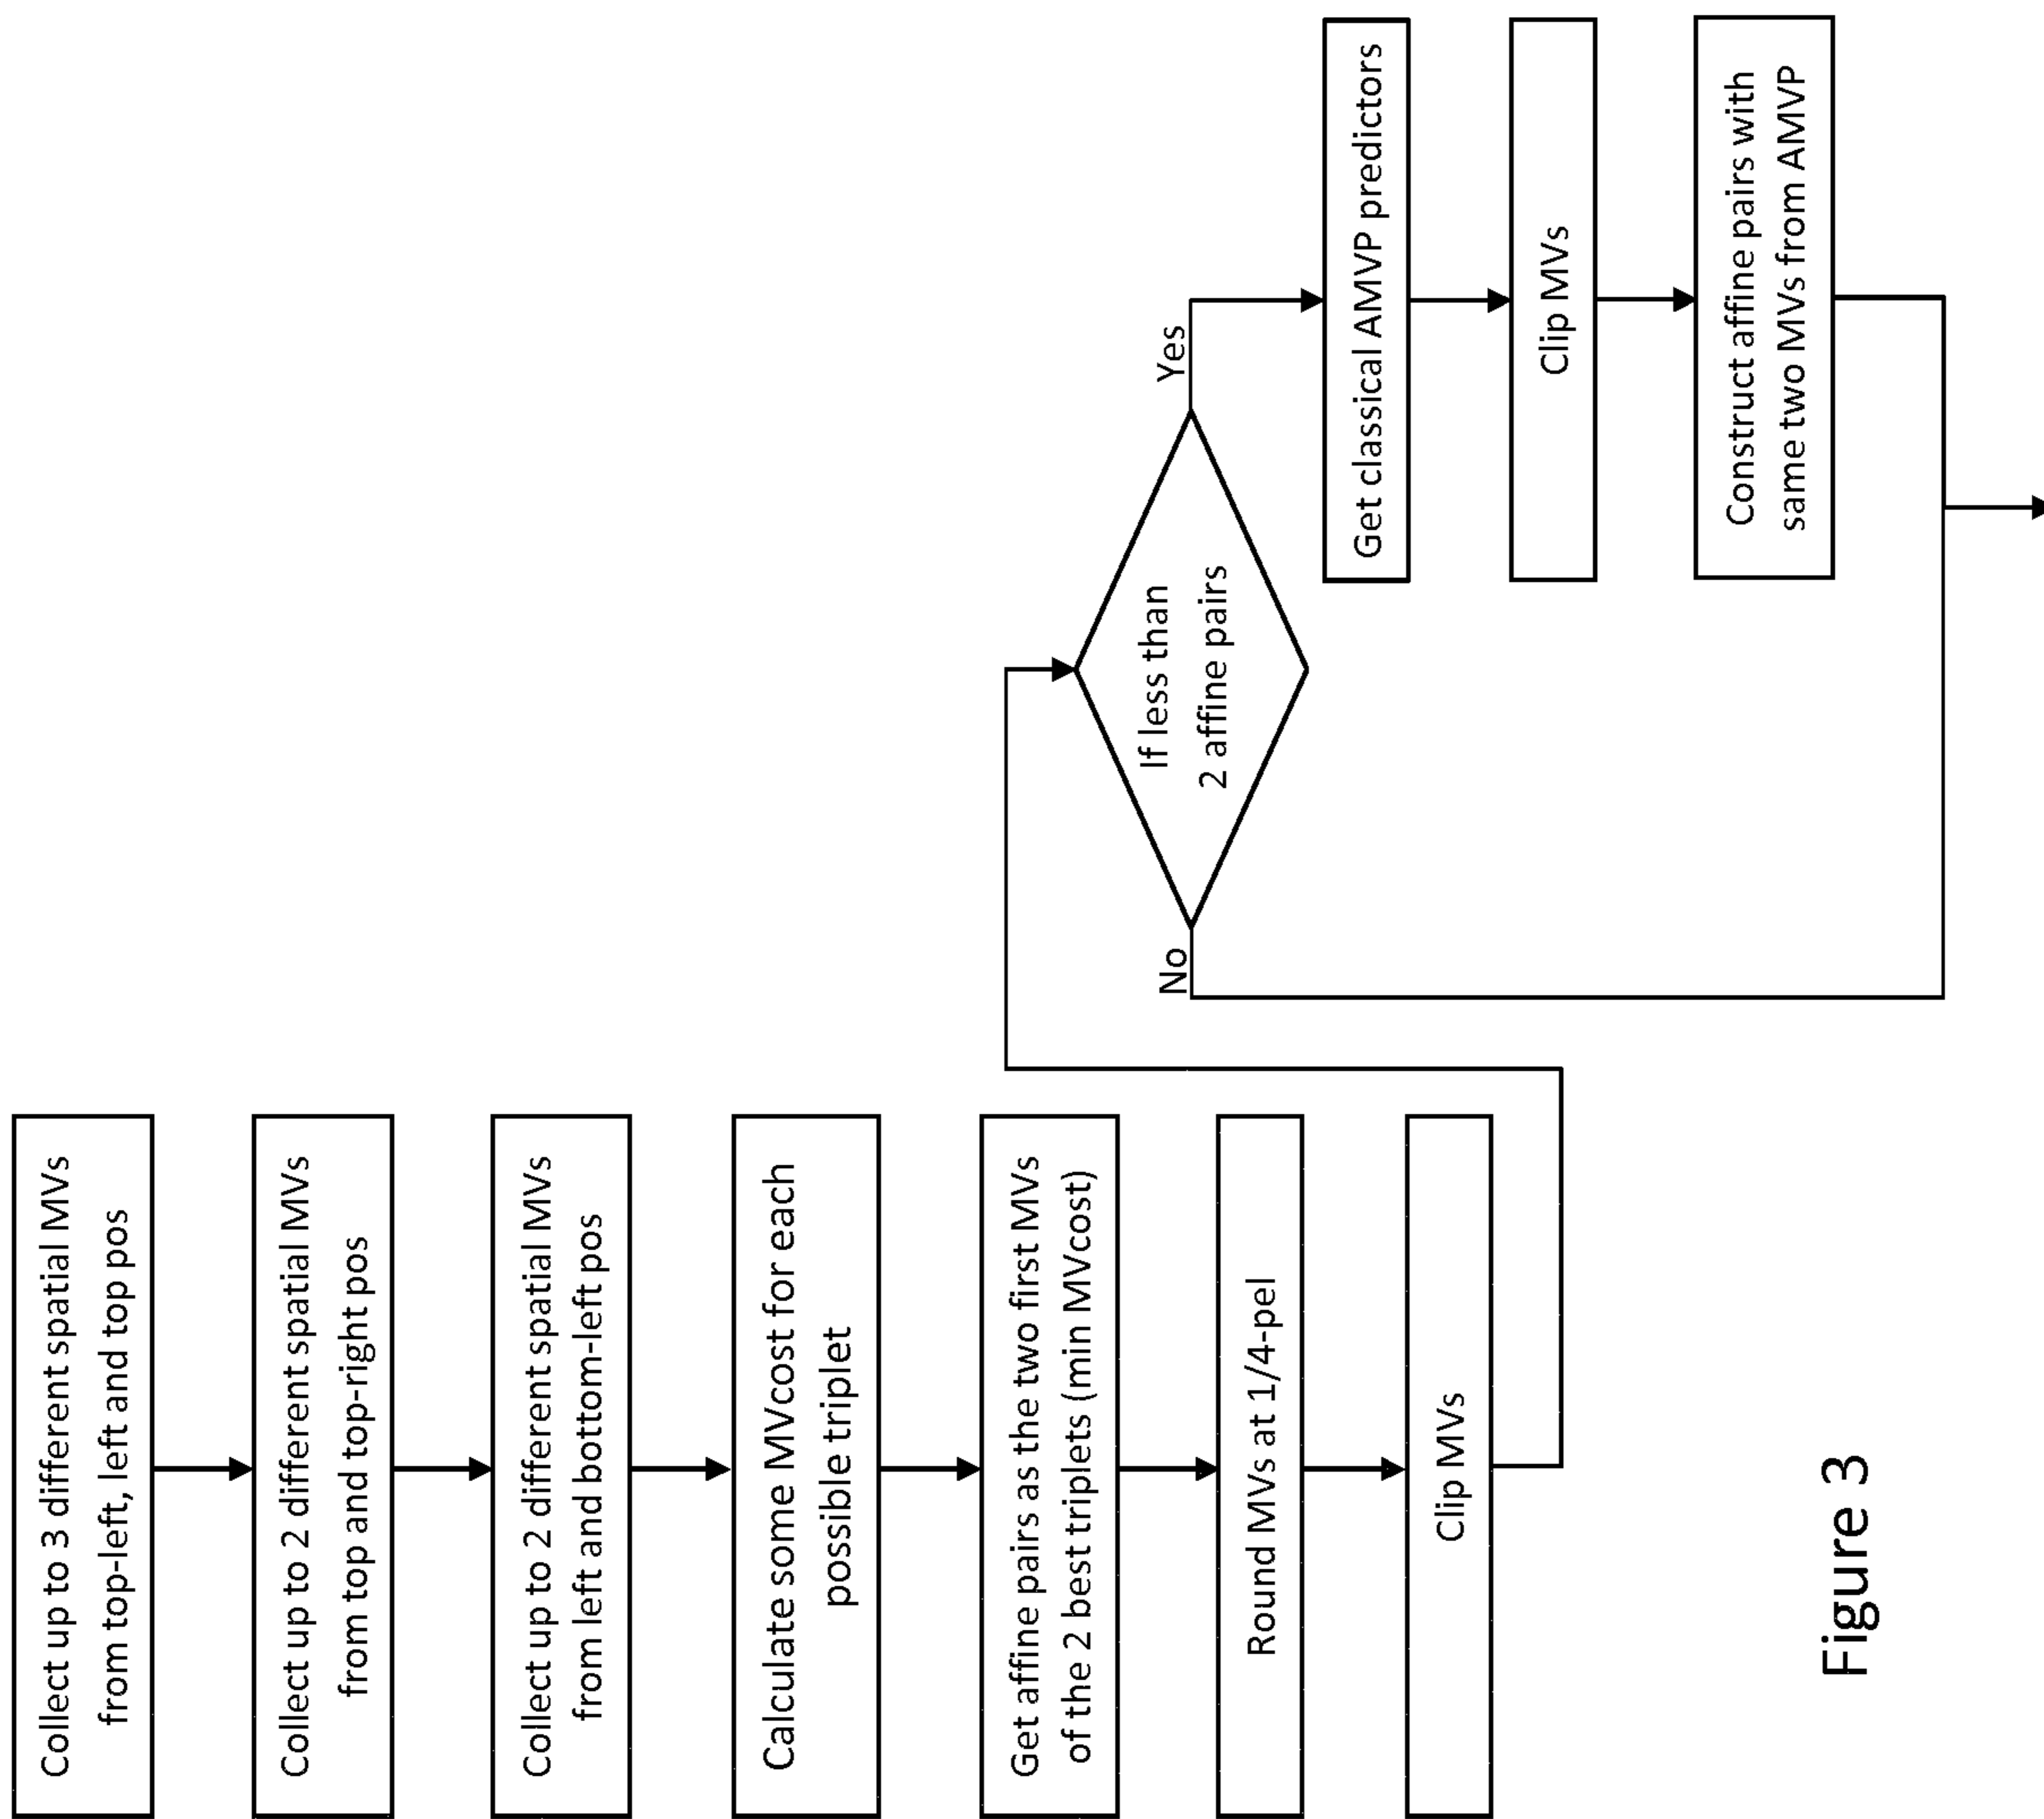 Collect up to 3 different spatial MVs
from top-left, left and top pos
Collect up to 2 different spatial MVs
from top and top-right pos
Collect up to 2 different spatial MVs
from left and bottom-left pos
Calculate some MVcost for each
possible triplet
Get affine pairs as the two first MVs
of the 2 best triplets (min MVcost)
Round MVs at 1/4-pel
Clip MVs
If less than
2 affine pairs
No
Yes
Get classical AMVP predictors
Clip MVs
Construct affine pairs with
same two MVs from AMVP
Figure 3